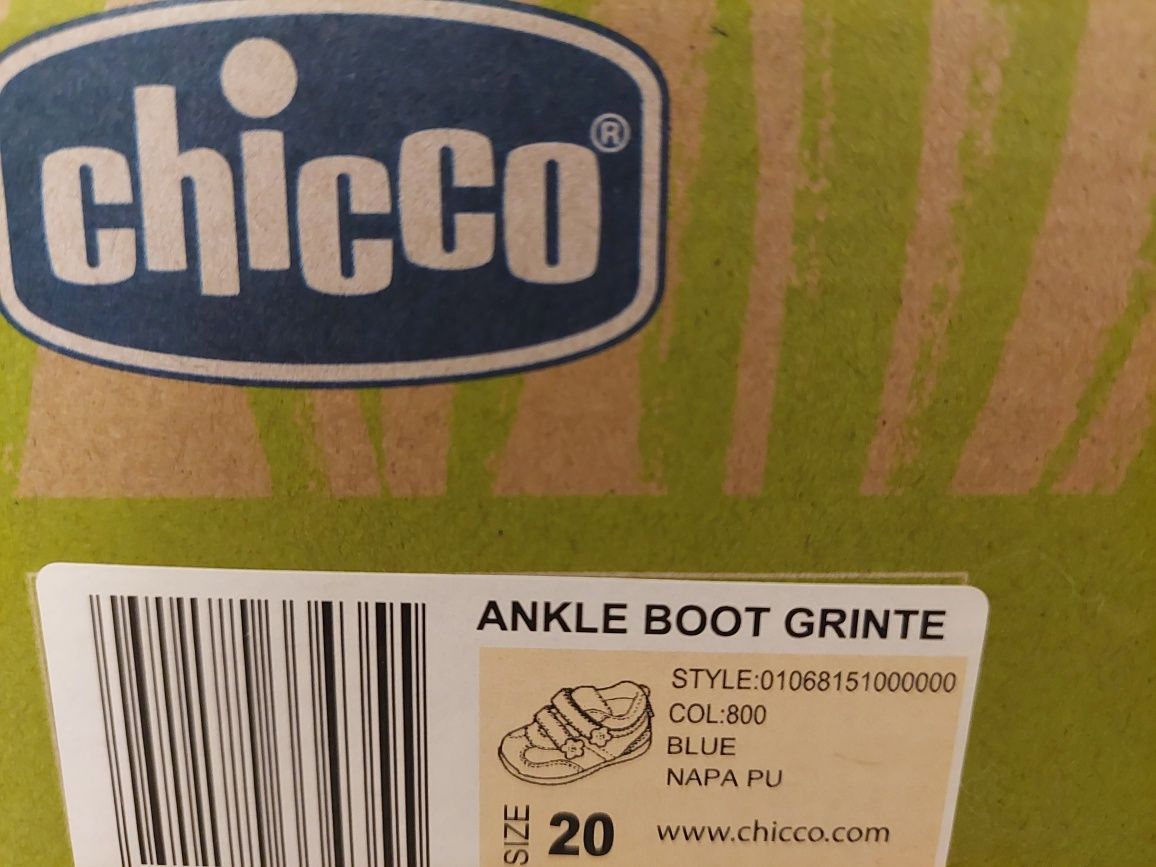 chicco®
ANKLE BOOT GRINTE
STYLE:01068151000000
COL:800
BLUE
NAPA PU
SIZE 20
www.chicco.com